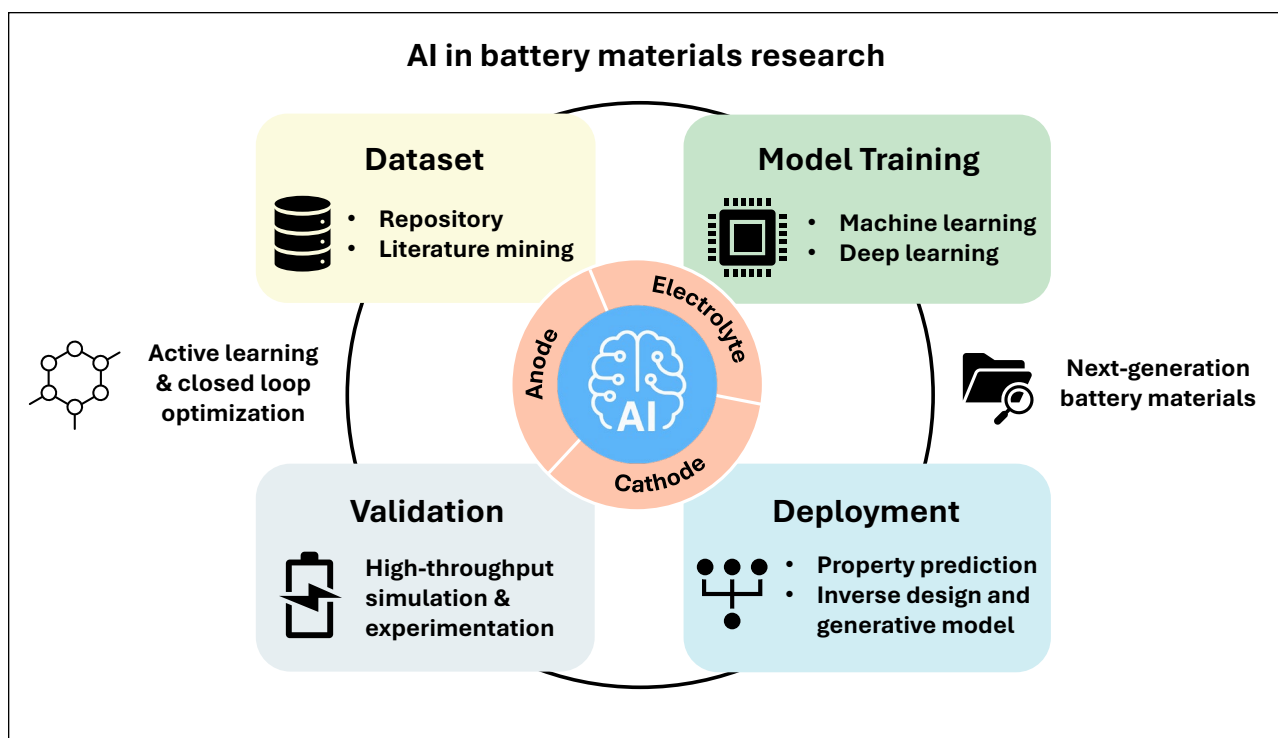 AI in battery materials research
Dataset
• Repository
• Literature mining
Model Training
• Machine learning
• Deep learning
Active learning
& closed loop
optimization
Anode
Electrolyte
Cathode
AI
Next-generation
battery materials
Validation
High-throughput
simulation &
experimentation
Deployment
• Property prediction
• Inverse design and
generative model